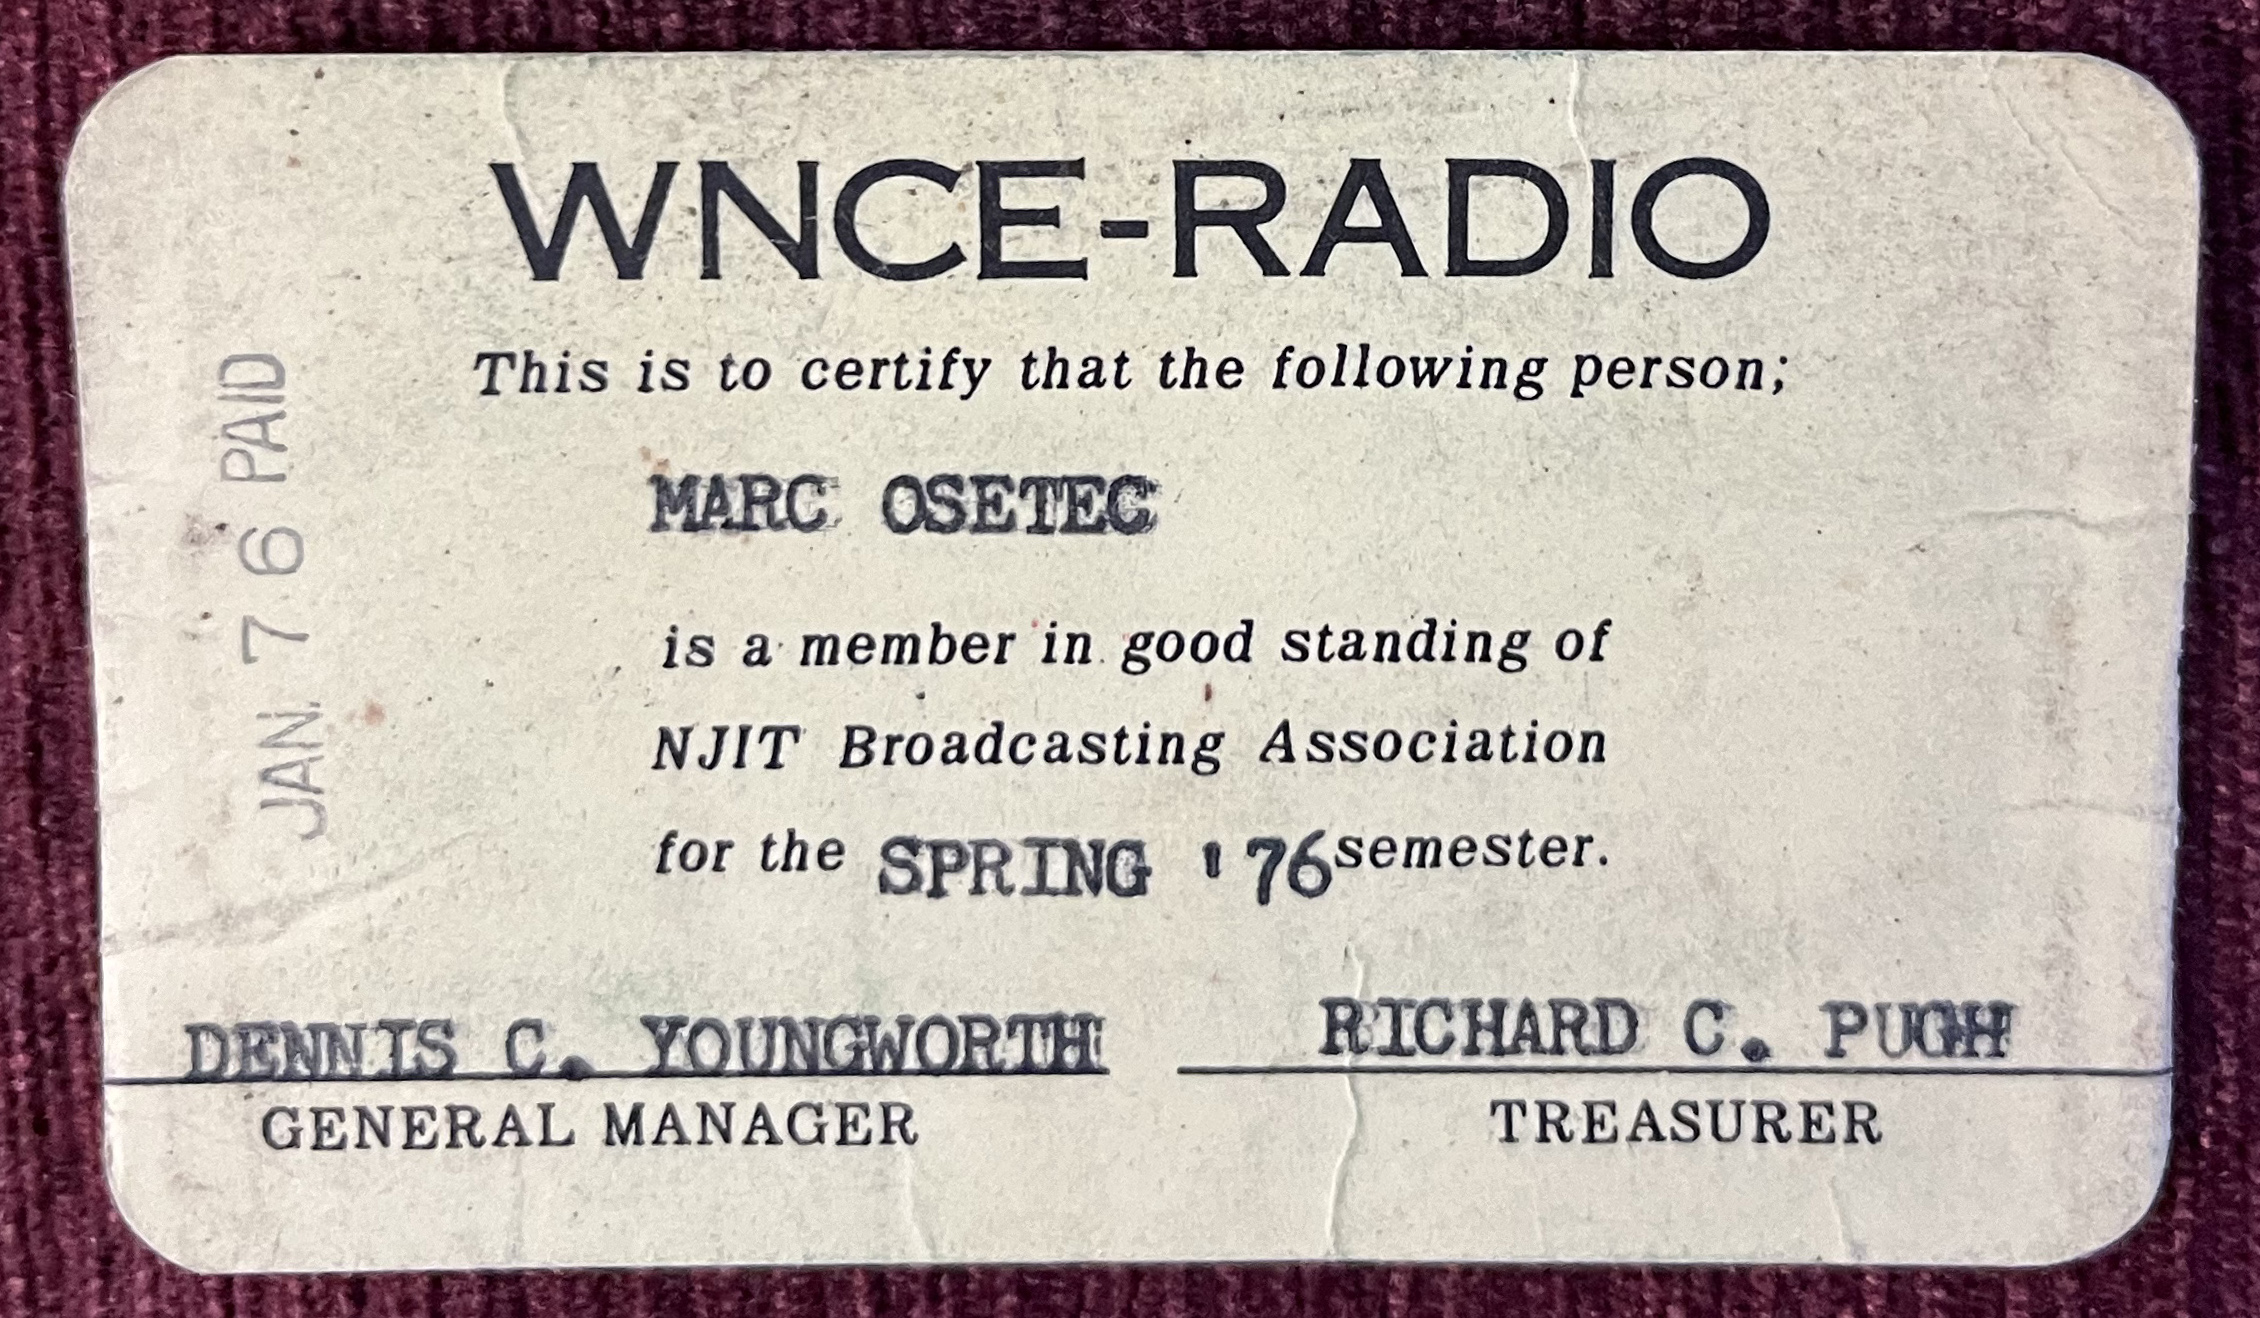 WNCE-RADIO
This is to certify that the following person;
MARC OSETEC
is a member in good standing of
NJIT Broadcasting Association
for the SPRING '76 semester.
DENNIS C. YOUNGWORTH
GENERAL MANAGER
RICHARD C. PUGH
TREASURER
JAN. 7 6 PAID